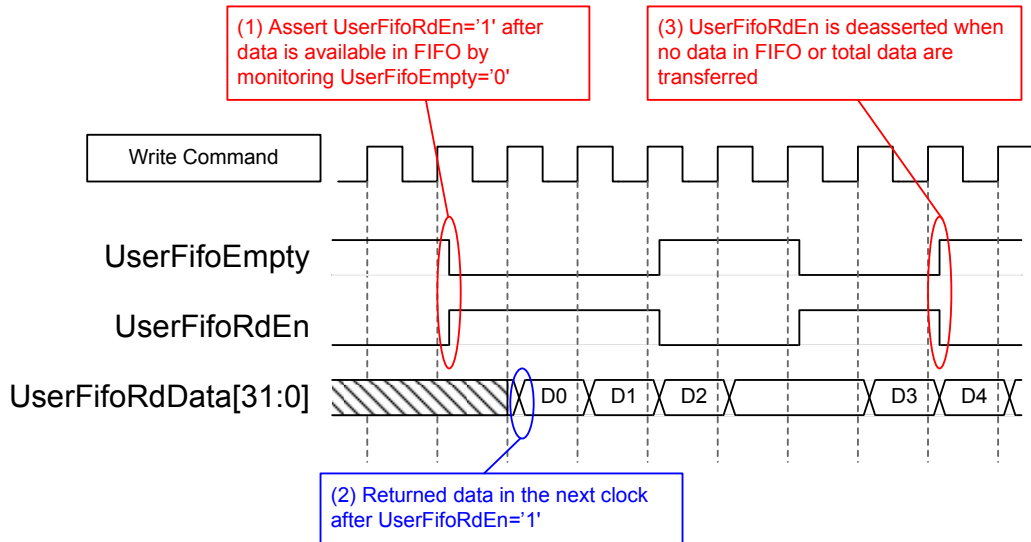 (1) Assert UserFifoRdEn=’1' after
data is available in FIFO by
monitoring UserFifoEmpty=’0'
(3) UserFifoRdEn is deasserted when
no data in FIFO or total data are
transferred
Write Command
UserFifoEmpty
UserFifoRdEn
UserFifoRdData[31:0]
D0
D1
D2
D3
D4
(2) Returned data in the next clock
after UserFifoRdEn=’1’